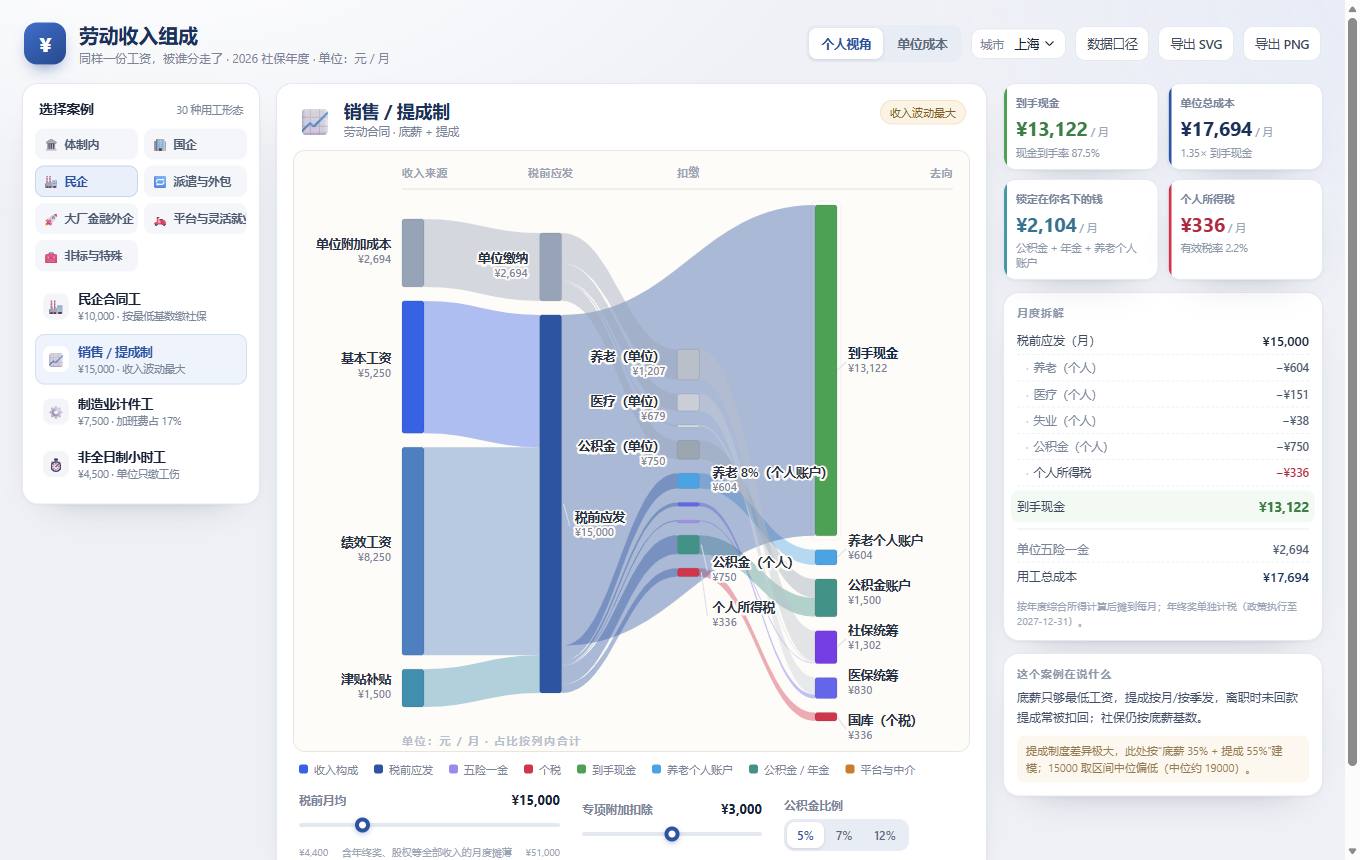 ¥
劳动收入组成
同样一份工资，被谁分走了 · 2026 社保年度 · 单位：元 / 月
个人视角
单位成本
城市 上海
数据口径
导出 SVG
导出 PNG
选择案例
30 种用工形态
体制内
国企
民企
派遣与外包
大厂金融外企
平台与灵活就业
非标与特殊
民企合同工
¥10,000 · 按最低基数缴社保
销售 / 提成制
¥15,000 · 收入波动最大
制造业计件工
¥7,500 · 加班费占 17%
非全日制小时工
¥4,500 · 单位只缴工伤
销售 / 提成制
劳动合同 · 底薪 + 提成
收入波动最大
收入来源
税前应发
扣缴
去向
单位附加成本
¥2,694
基本工资
¥5,250
绩效工资
¥8,250
津贴补贴
¥1,500
单位缴纳
¥2,694
税前应发
¥15,000
养老（单位）
¥1,207
医疗（单位）
¥679
公积金（单位）
¥750
养老 8%（个人账户）
¥604
公积金（个人）
¥750
个人所得税
¥336
到手现金
¥13,122
养老个人账户
¥604
公积金账户
¥1,500
社保统筹
¥1,302
医保统筹
¥830
国库（个税）
¥336
单位：元 / 月 · 占比按列内合计
收入构成
税前应发
五险一金
个税
到手现金
养老个人账户
公积金 / 年金
平台与中介
税前月均
¥15,000
¥4,400
含年终奖、股权等全部收入的月度摊薄
¥51,000
专项附加扣除
¥3,000
公积金比例
5%
7%
12%
到手现金
¥13,122 / 月
现金到手率 87.5%
单位总成本
¥17,694 / 月
1.35× 到手现金
锁定在你名下的钱
¥2,104 / 月
公积金 + 年金 + 养老个人
账户
个人所得税
¥336 / 月
有效税率 2.2%
月度拆解
税前应发（月）
¥15,000
· 养老（个人）
−¥604
· 医疗（个人）
−¥151
· 失业（个人）
−¥38
· 公积金（个人）
−¥750
· 个人所得税
−¥336
到手现金
¥13,122
单位五险一金
¥2,694
用工总成本
¥17,694
按年度综合所得计算后摊到每月；年终奖单独计税（政策执行至
2027-12-31）。
这个案例在说什么
底薪只够最低工资，提成按月/按季发，离职时未回款
提成常被扣回；社保仍按底薪基数。
提成制度差异极大，此处按“底薪 35% + 提成 55%”建
模；15000 取区间中位偏低（中位约 19000）。